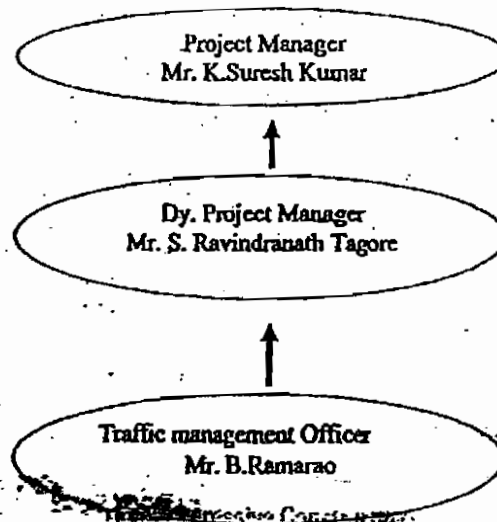 Project Manager
Mr. K.Suresh Kumar
Dy. Project Manager
Mr. S. Ravindranath Tagore
Traffic management Officer
Mr. B.Ramarao